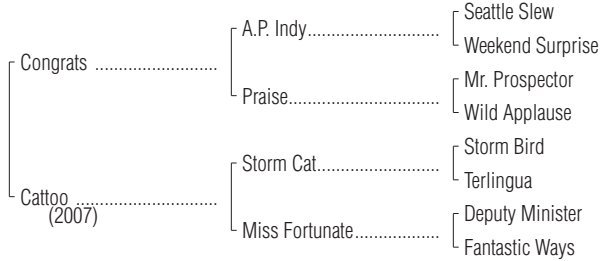 Seattle Slew
A.P. Indy
Weekend Surprise
Congrats
Mr. Prospector
Praise
Wild Applause
Storm Bird
Storm Cat
Terlingua
Cattoo
(2007)
Deputy Minister
Miss Fortunate
Fantastic Ways